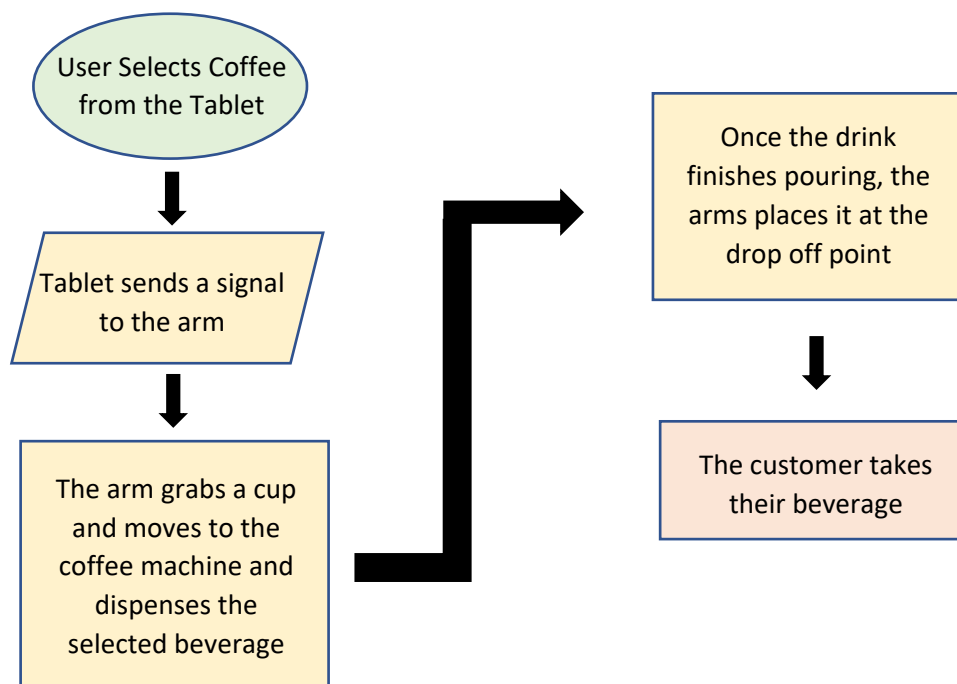 User Selects Coffee
from the Tablet
Tablet sends a signal
to the arm
The arm grabs a cup
and moves to the
coffee machine and
dispenses the
selected beverage
Once the drink
finishes pouring, the
arms places it at the
drop off point
The customer takes
their beverage